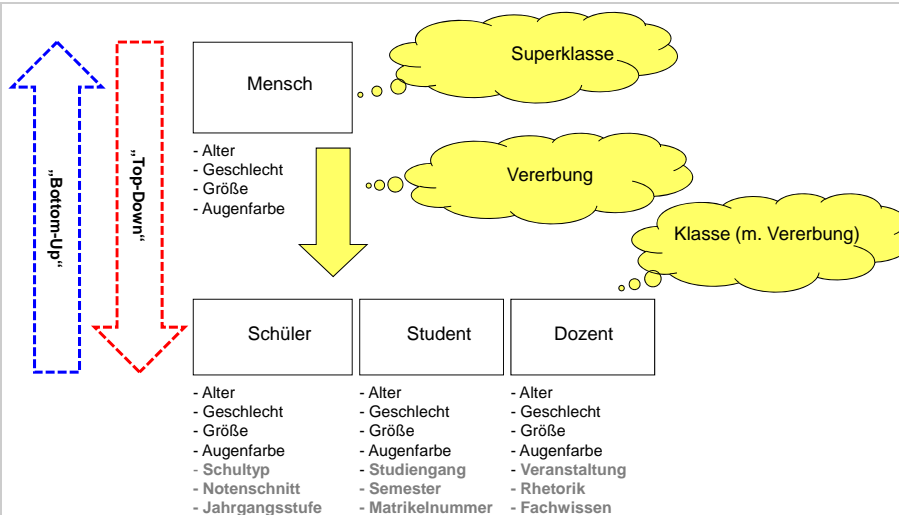 Superklasse
Mensch
- Alter
- Geschlecht
- Größe
- Augenfarbe
Vererbung
Klasse (m. Vererbung)
„Bottom-Up“
„Top-Down“
Schüler
Student
Dozent
- Alter
- Geschlecht
- Größe
- Augenfarbe
- Schultyp
- Notenschnitt
- Jahrgangsstufe
- Alter
- Geschlecht
- Größe
- Augenfarbe
- Studiengang
- Semester
- Matrikelnummer
- Alter
- Geschlecht
- Größe
- Augenfarbe
- Veranstaltung
- Rhetorik
- Fachwissen